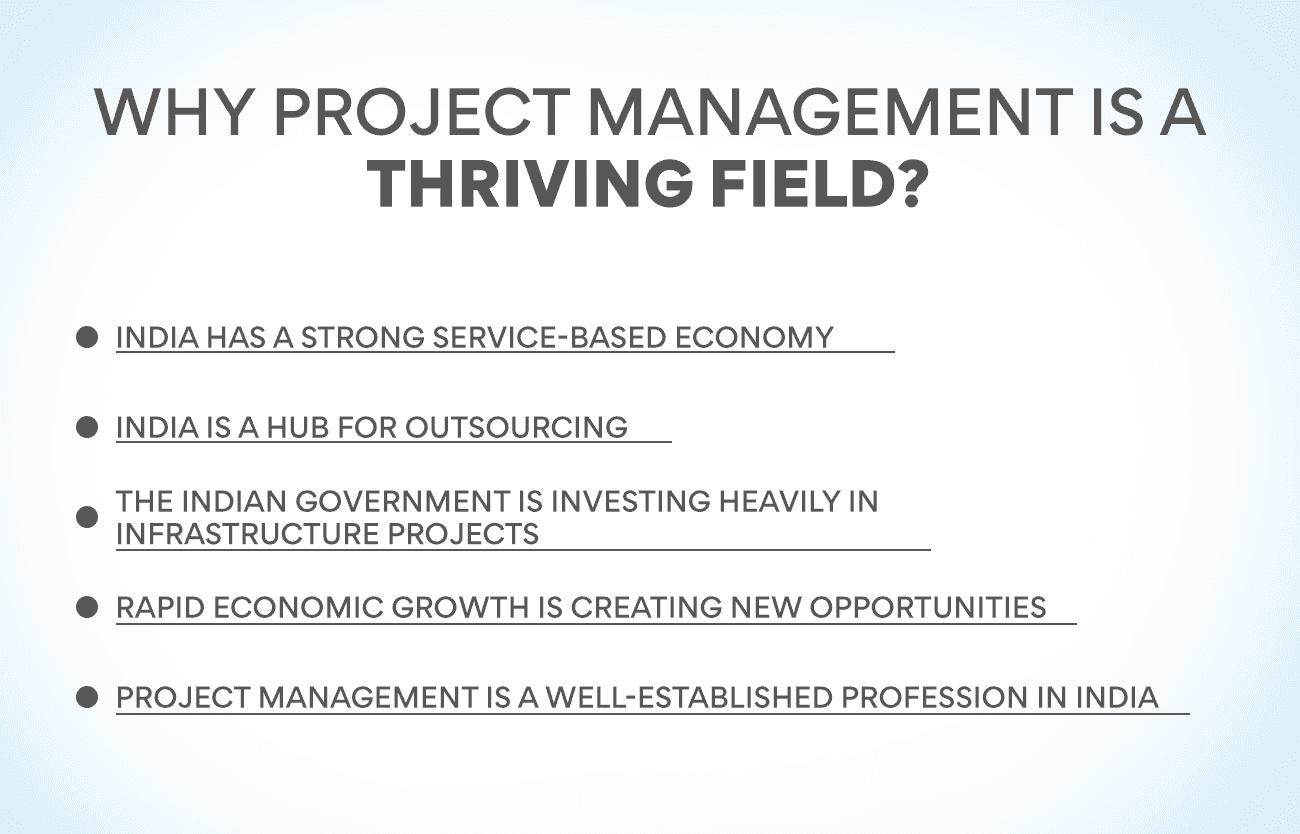 WHY PROJECT MANAGEMENT IS A
THRIVING FIELD?
INDIA HAS A STRONG SERVICE-BASED ECONOMY
INDIA IS A HUB FOR OUTSOURCING
THE INDIAN GOVERNMENT IS INVESTING HEAVILY IN
INFRASTRUCTURE PROJECTS
RAPID ECONOMIC GROWTH IS CREATING NEW OPPORTUNITIES
PROJECT MANAGEMENT IS A WELL-ESTABLISHED PROFESSION IN INDIA